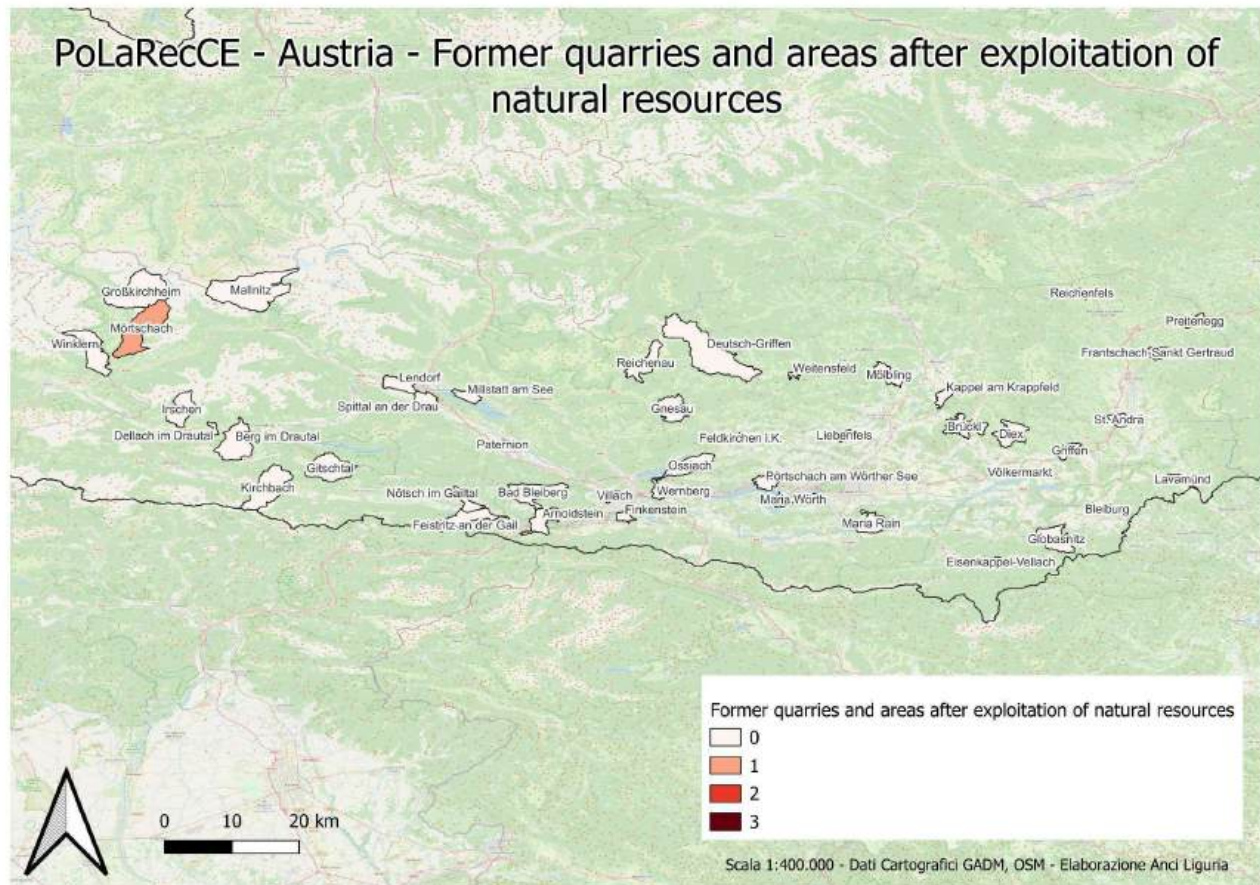 PoLaRecCE - Austria - Former quarries and areas after exploitation of
natural resources
Großkirchheim
Mallnitz
Mörtschach
Winklern
Reichenfels
Preitenegg
Frantschach Sankt Gertraud
Deutsch-Griffen
Reichenau
Weitensfeld
Mölbling
Lendorf
Millstatt am See
Kappel am Krappfeld
Spittal an der Drau
Irschen
Gnesau
St. Andrä
Dellach im Drautal
Berg im Drautal
Brückl
Diex
Paternion
Feldkirchen i.K.
Liebenfels
Griffen
Gitschtal
Ossiach
Völkermarkt
Kirchbach
Pörtschach am Wörther See
Lavamünd
Nötsch im Gailtal
Bad Bleiberg
Villach
Wernberg
Maria Wörth
Feistritz an der Gail
Arnoldstein
Finkenstein
Maria Rain
Bleiburg
Globasnitz
Eisenkappel-Vellach
Former quarries and areas after exploitation of natural resources
0
1
2
3
0 10 20 km
Scala 1:400.000 - Dati Cartografici GADM, OSM - Elaborazione Anci Liguria